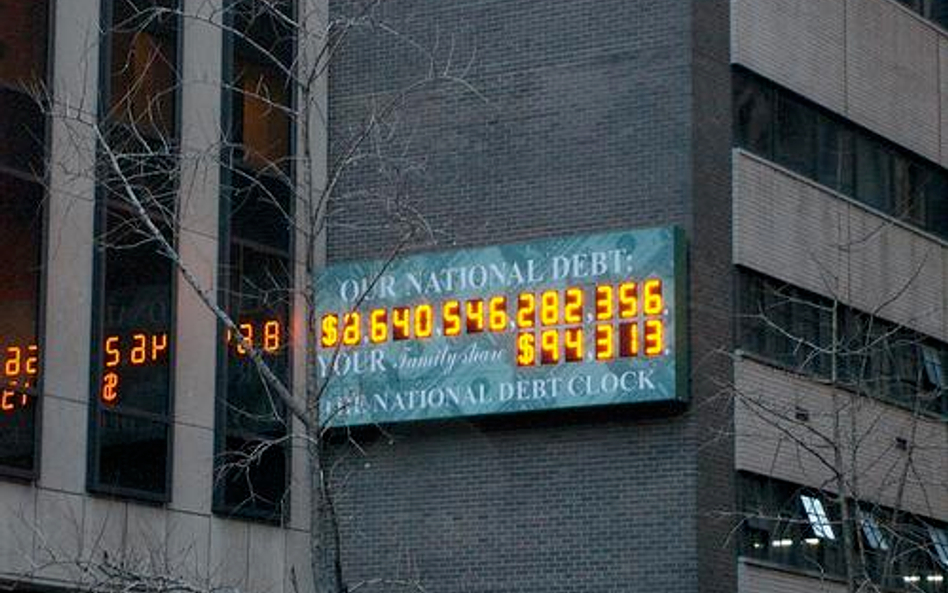 OUR NATIONAL DEBT:
$8,640,546,282,356.
YOUR Family share $94,313.
THE NATIONAL DEBT CLOCK